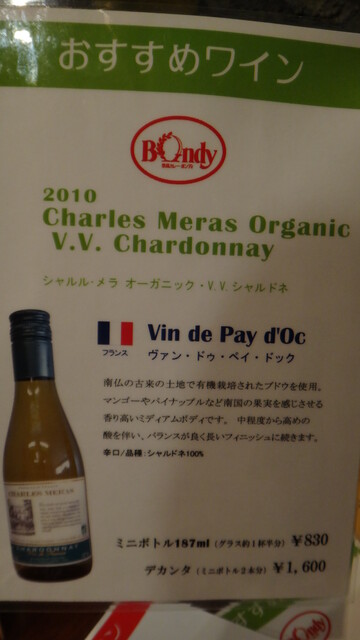 おすすめワイン
BOndy
2010
Charles Meras Organic
V.V. Chardonnay
シャルル・メラ オーガニック・V.V.シャルドネ
フランス
Vin de Pay d'Oc
ヴァン・ドゥ・ペイ・ドック
南仏の古来の土地で有機栽培されたブドウを使用。
マンゴーやパイナップルなど南国の果実を感じさせる
香り高いミディアムボディです。 中程度から高めの
酸を伴い、バランスが良く長いフィニッシュに続きます。
辛口/品種:シャルドネ100%
CHARLES MERAS
CHARDONNAY
ミニボトル187ml (グラス約1杯半分) ¥830
デカンタ (ミニボトル2本分) ¥1,600
おすすめ